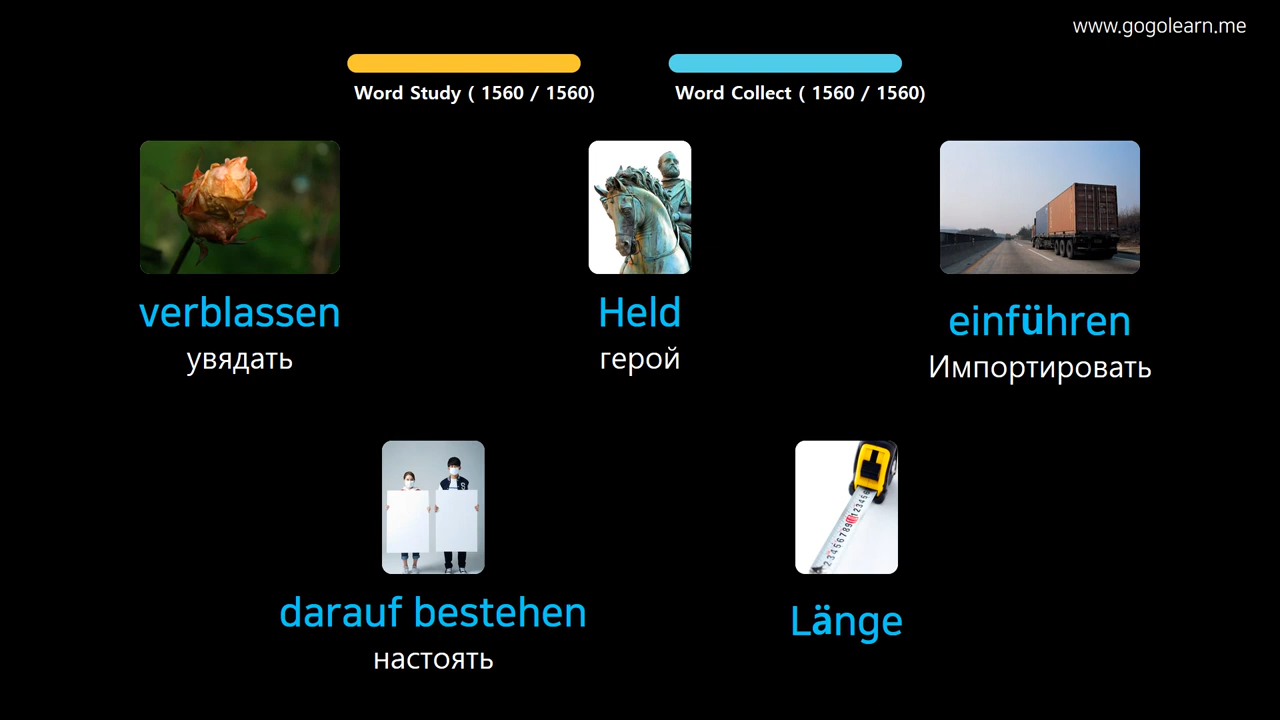 www.gogolearn.me
Word Study ( 1560 / 1560)
Word Collect ( 1560 / 1560)
verblassen
увядать
Held
герой
einführen
Импортировать
darauf bestehen
настоять
Länge